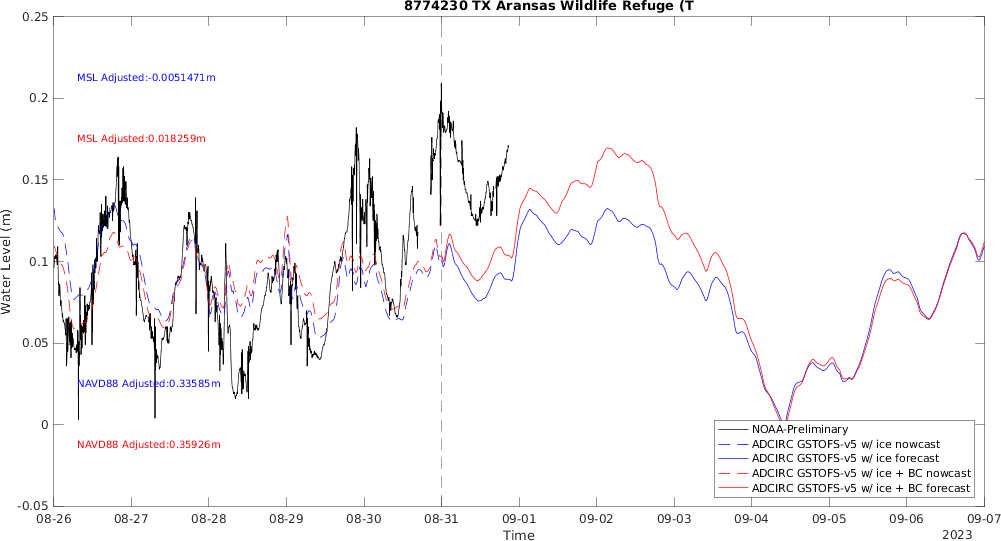 8774230 TX Aransas Wildlife Refuge (T
0.25
0.2
0.15
0.1
0.05
0
-0.05
Water Level (m)
MSL Adjusted:-0.0051471m
MSL Adjusted:0.018259m
NAVD88 Adjusted:0.33585m
NAVD88 Adjusted:0.35926m
NOAA-Preliminary
ADCIRC GSTOFS-v5 w/ ice nowcast
ADCIRC GSTOFS-v5 w/ ice forecast
ADCIRC GSTOFS-v5 w/ ice + BC nowcast
ADCIRC GSTOFS-v5 w/ ice + BC forecast
08-26 08-27 08-28 08-29 08-30 08-31 09-01 09-02 09-03 09-04 09-05 09-06 09-07
Time
2023